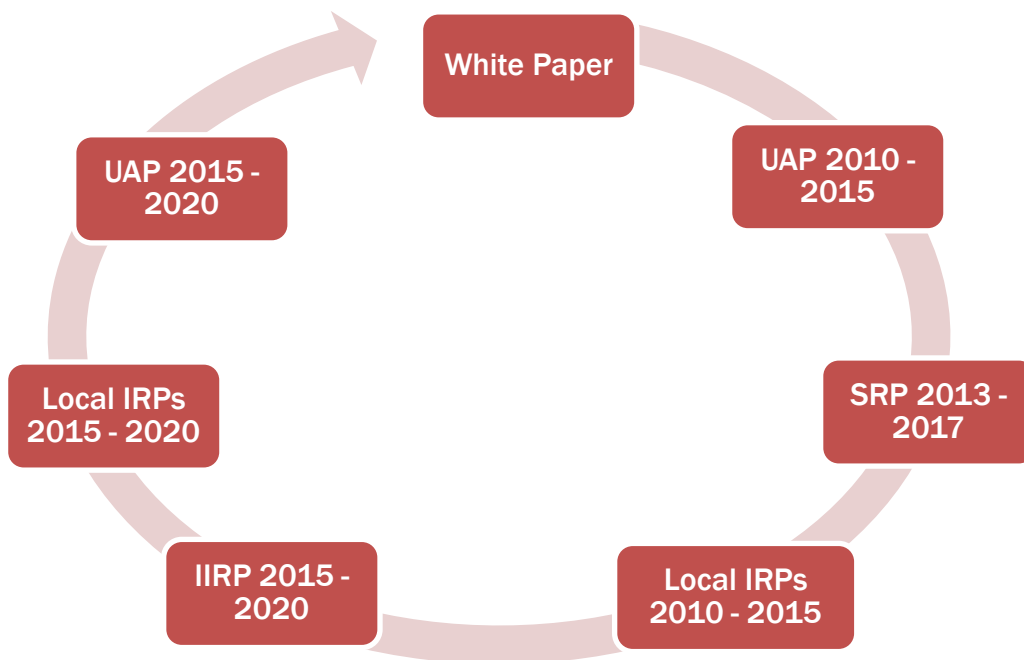 White Paper
UAP 2010 -
2015
SRP 2013 -
2017
Local IRPs
2010 - 2015
IIRP 2015 -
2020
Local IRPs
2015 - 2020
UAP 2015 -
2020